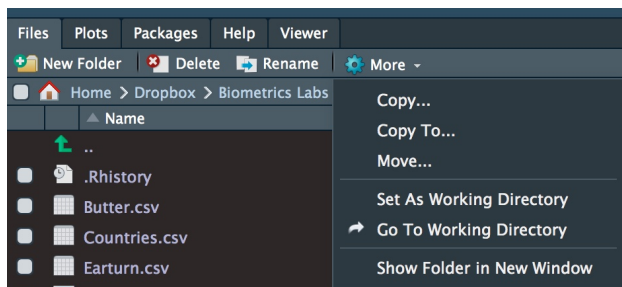 Files Plots Packages Help Viewer
New Folder Delete Rename More
Home > Dropbox > Biometrics Labs
Name
..
.Rhistory
Butter.csv
Countries.csv
Earturn.csv
Copy...
Copy To...
Move...
Set As Working Directory
Go To Working Directory
Show Folder in New Window